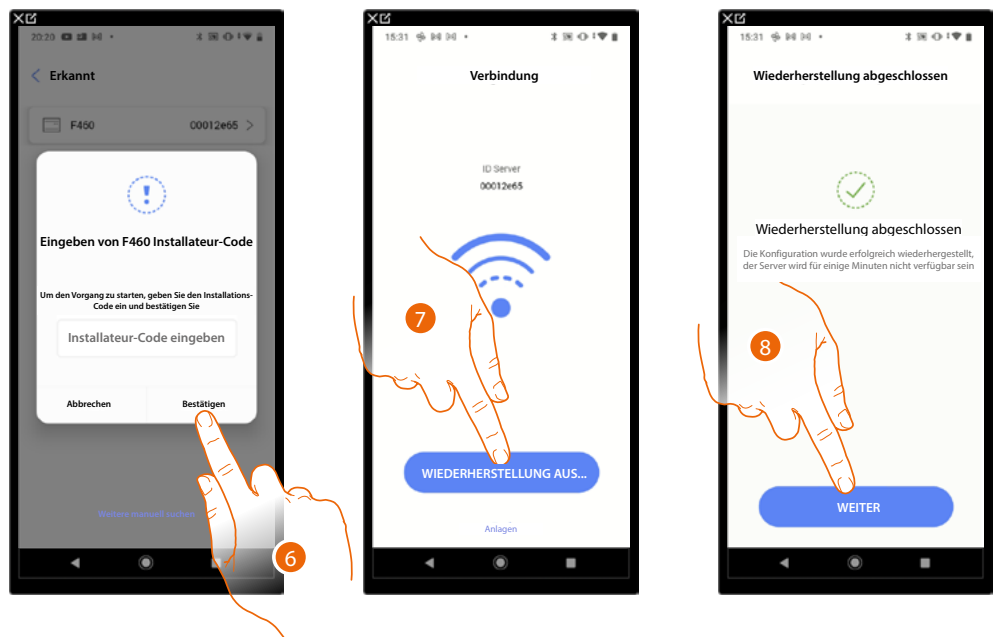 20:20
Erkannt
F460 00012e65
Eingeben von F460 Installateur-Code
Um den Vorgang zu starten, geben Sie den Installations-
Code ein und bestätigen Sie
Installateur-Code eingeben
Abbrechen Bestätigen
Weitere manuell suchen
6
15:31
Verbindung
ID Server
00012e65
7
WIEDERHERSTELLUNG AUS...
Anlagen
15:31
Wiederherstellung abgeschlossen
Wiederherstellung abgeschlossen
Die Konfiguration wurde erfolgreich wiederhergestellt,
der Server wird für einige Minuten nicht verfügbar sein
8
WEITER